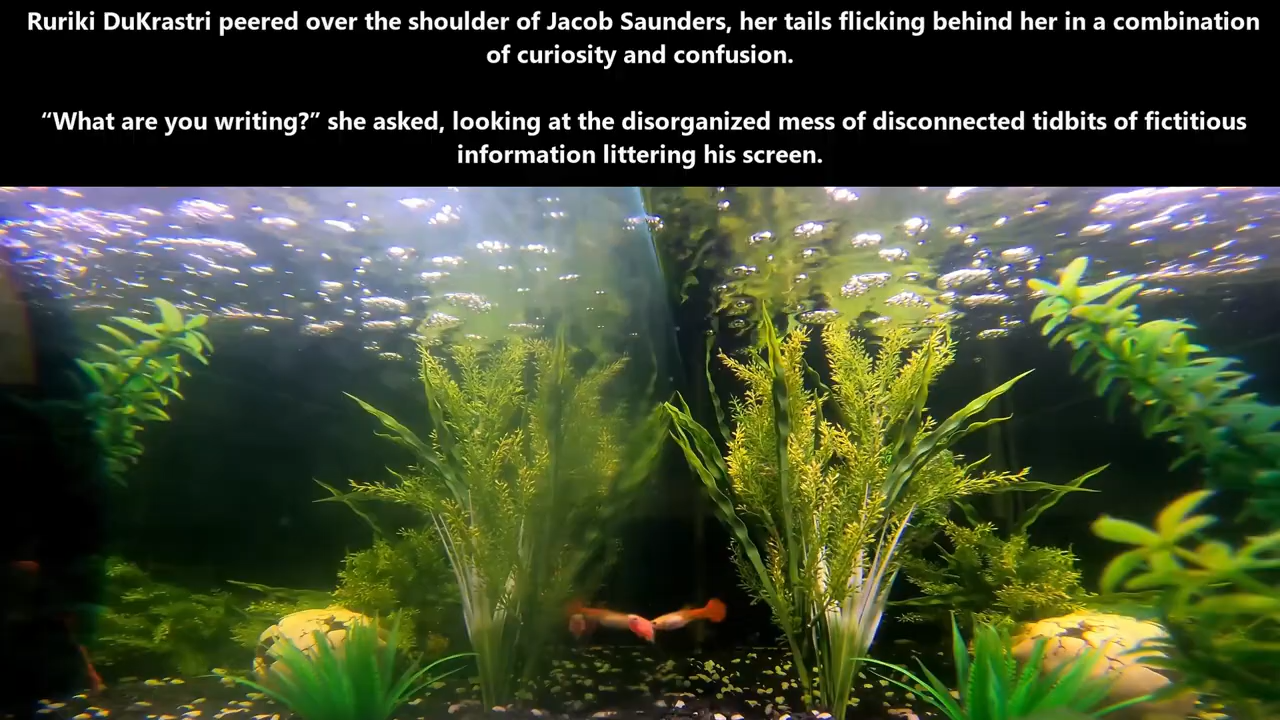 Ruriki DuKrastri peered over the shoulder of Jacob Saunders, her tails flicking behind her in a combination
of curiosity and confusion.
“What are you writing?” she asked, looking at the disorganized mess of disconnected tidbits of fictitious
information littering his screen.